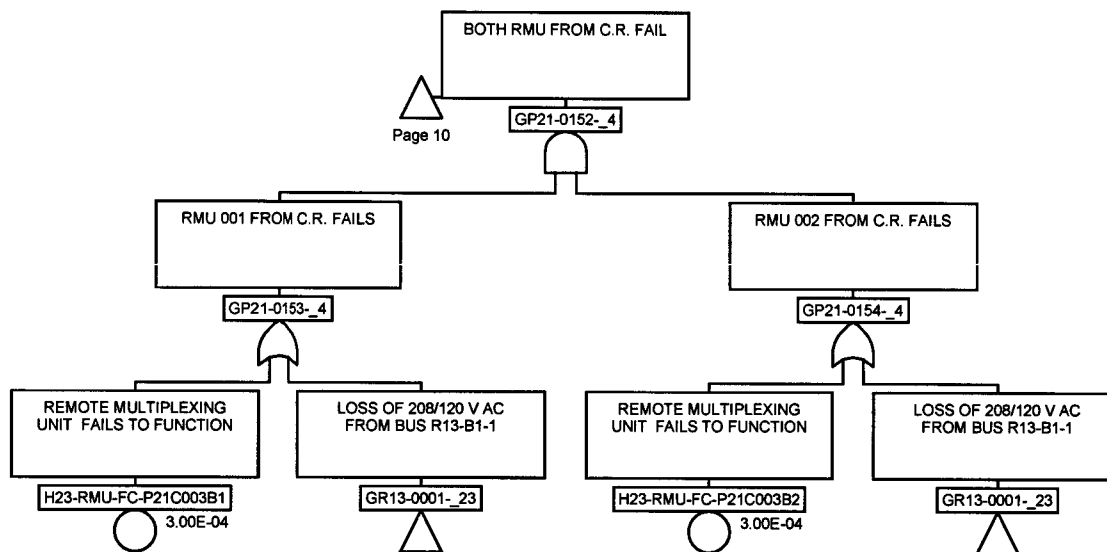 BOTH RMU FROM C.R. FAIL
Page 10
GP21-0152-_4
RMU 001 FROM C.R. FAILS
RMU 002 FROM C.R. FAILS
GP21-0153-_4
GP21-0154-_4
REMOTE MULTIPLEXING
UNIT FAILS TO FUNCTION
LOSS OF 208/120 V AC
FROM BUS R13-B1-1
REMOTE MULTIPLEXING
UNIT FAILS TO FUNCTION
LOSS OF 208/120 V AC
FROM BUS R13-B1-1
H23-RMU-FC-P21C003B1
3.00E-04
GR13-0001-_23
H23-RMU-FC-P21C003B2
3.00E-04
GR13-0001-_23